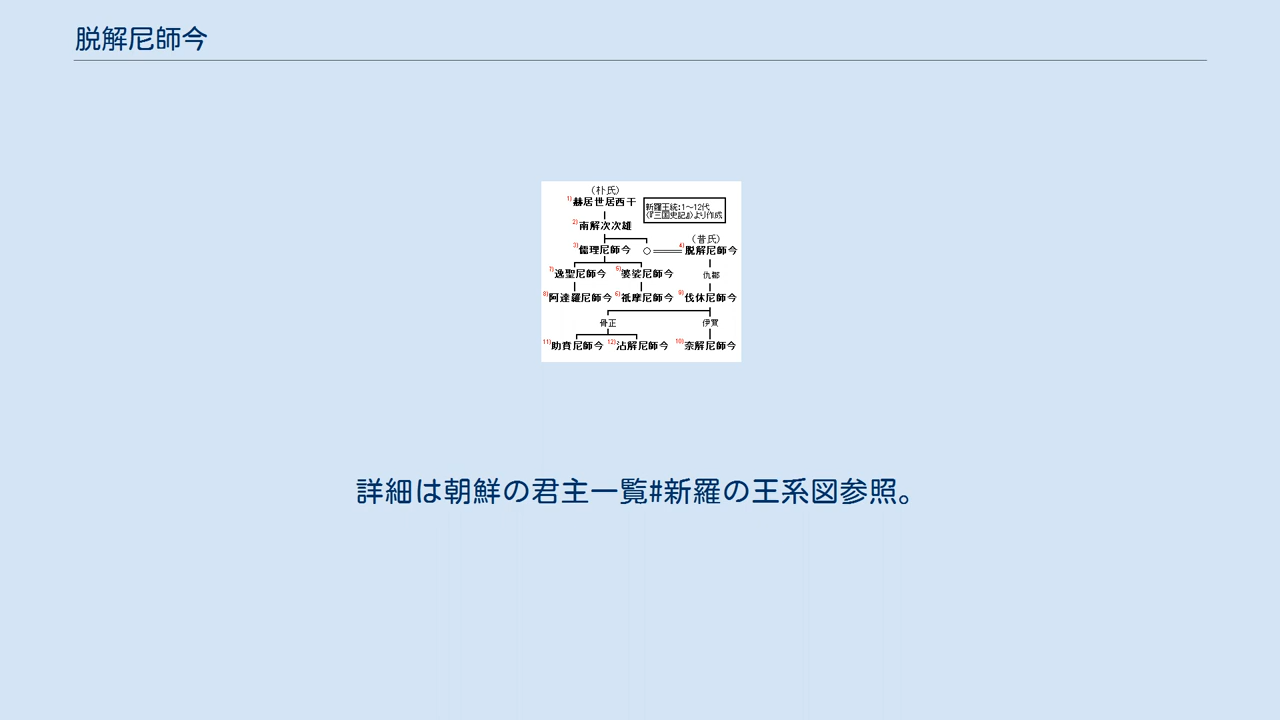 脱解尼師今
(朴氏)
1)赫居世居西干
新羅王統:1～12代
(『三国史記』より作成
2)南解次次雄
(昔氏)
3)儒理尼師今
4)脱解尼師今
7)逸聖尼師今 5)婆娑尼師今 仇鄒
8)阿達羅尼師今 6)祇摩尼師今 9)伐休尼師今
骨正 伊買
11)助賁尼師今 12)沾解尼師今 10)奈解尼師今
詳細は朝鮮の君主一覧#新羅の王系図参照。